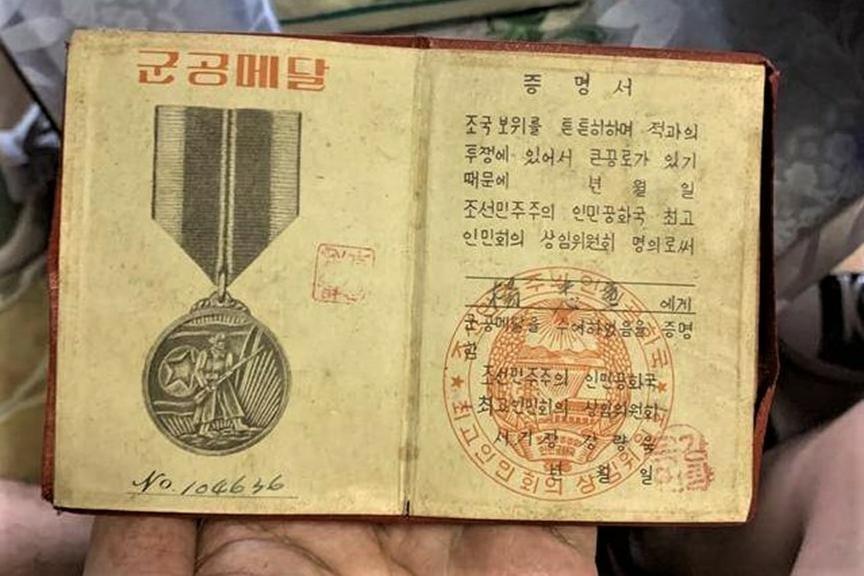 군공메달
No. 104636
증명서
조국보위를 튼튼히하며 적과의
투쟁에 있어서 큰공로가 있기
때문에 년 월 일
조선민주주의 인민공화국 최고
인민회의 상임위원회 명의로써
楊 에게
군공메달을 수여하였음을 증명
함
조선민주주의 인민공화국
최고인민회의 상임위원회
서기장 강량욱
년 월 일